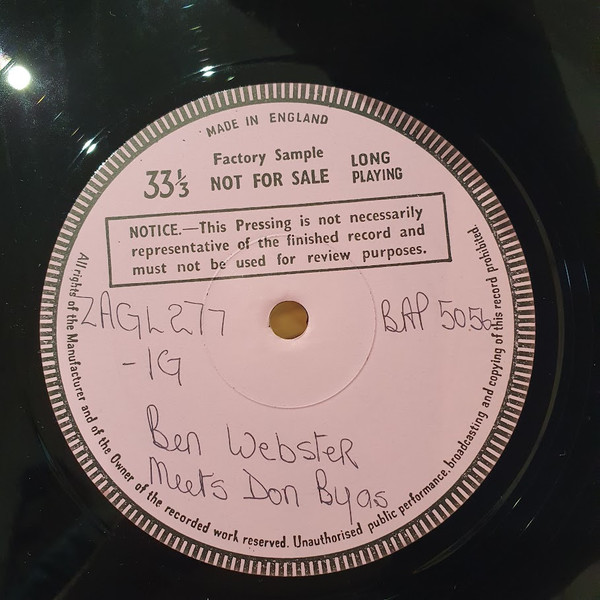 MADE IN ENGLAND
Factory Sample
33⅓ NOT FOR SALE
LONG
PLAYING
NOTICE.—This Pressing is not necessarily
representative of the finished record and
must not be used for review purposes.
ZAGL277
-1G
BAP 5056
Ben Webster
Meets Don Byas
All rights of the Manufacturer and of the Owner of the recorded work reserved. Unauthorised public performance, broadcasting and copying of this record prohibited.